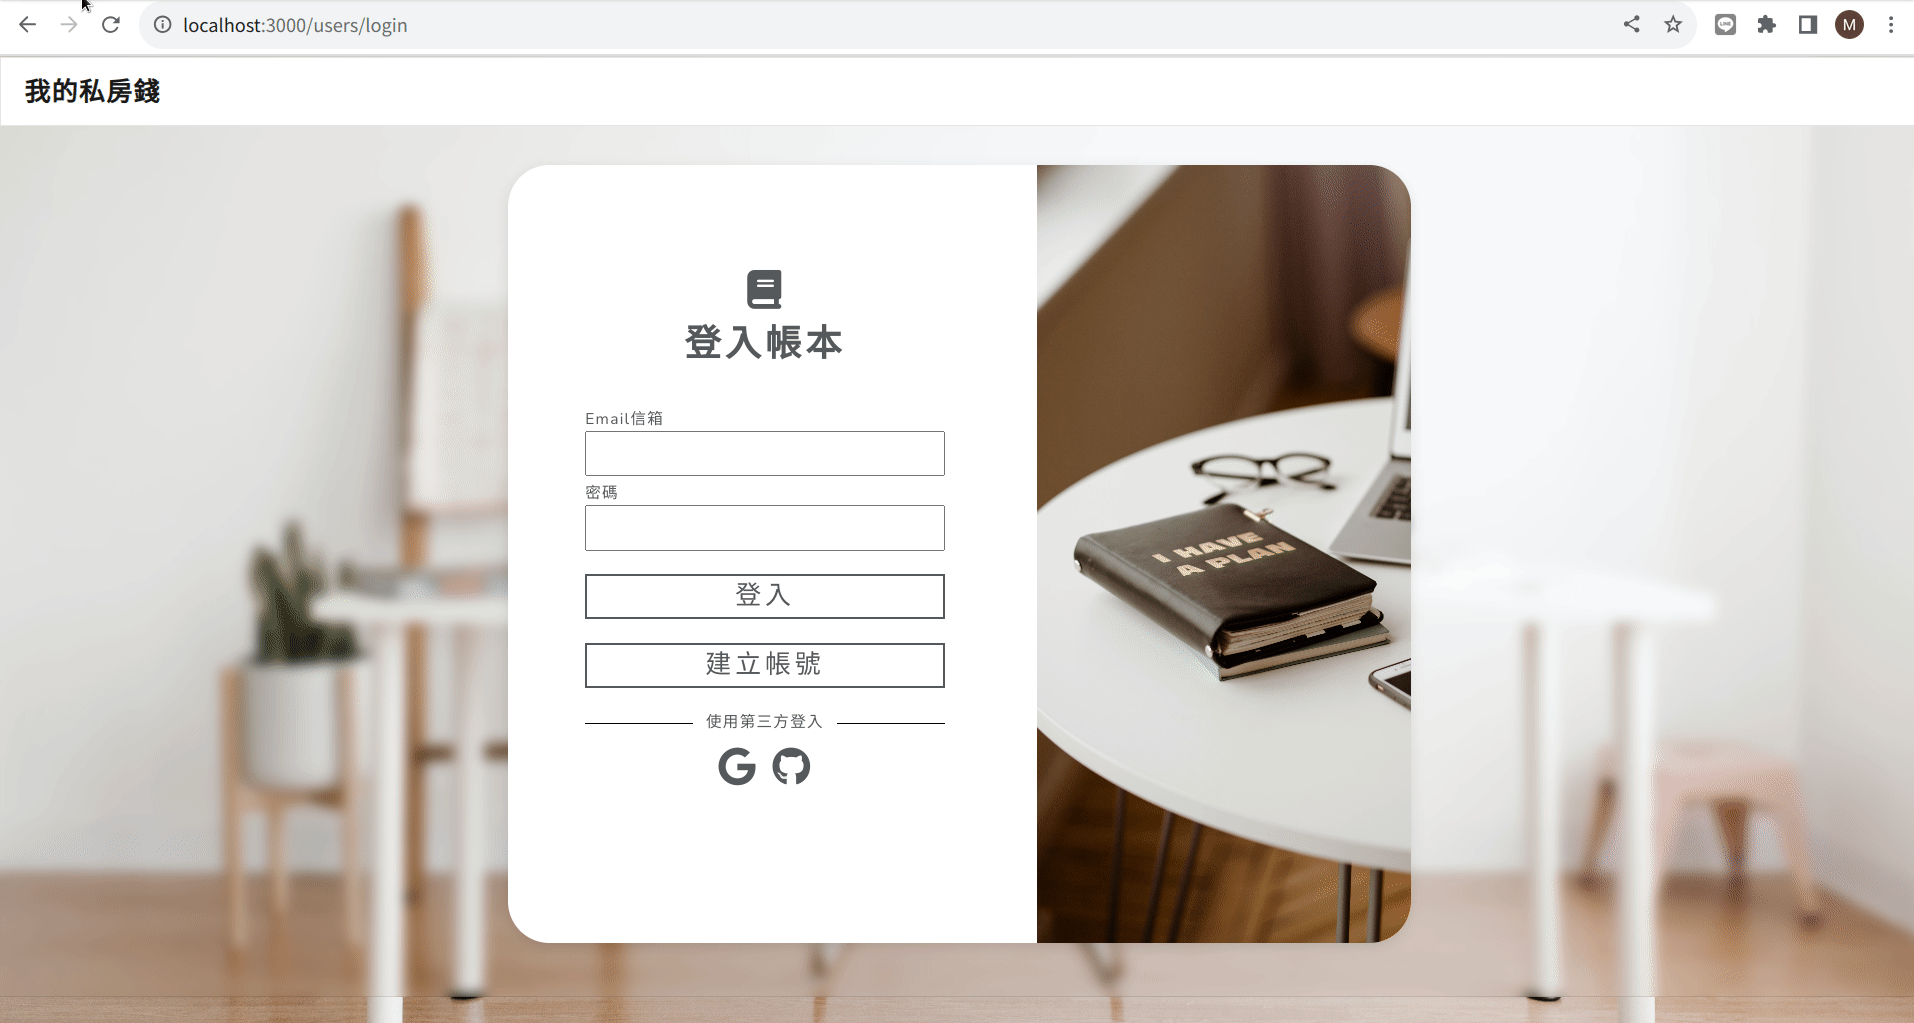 localhost:3000/users/login
M
我的私房錢
登入帳本
Email信箱
密碼
登入
建立帳號
使用第三方登入
I HAVE
A PLAN